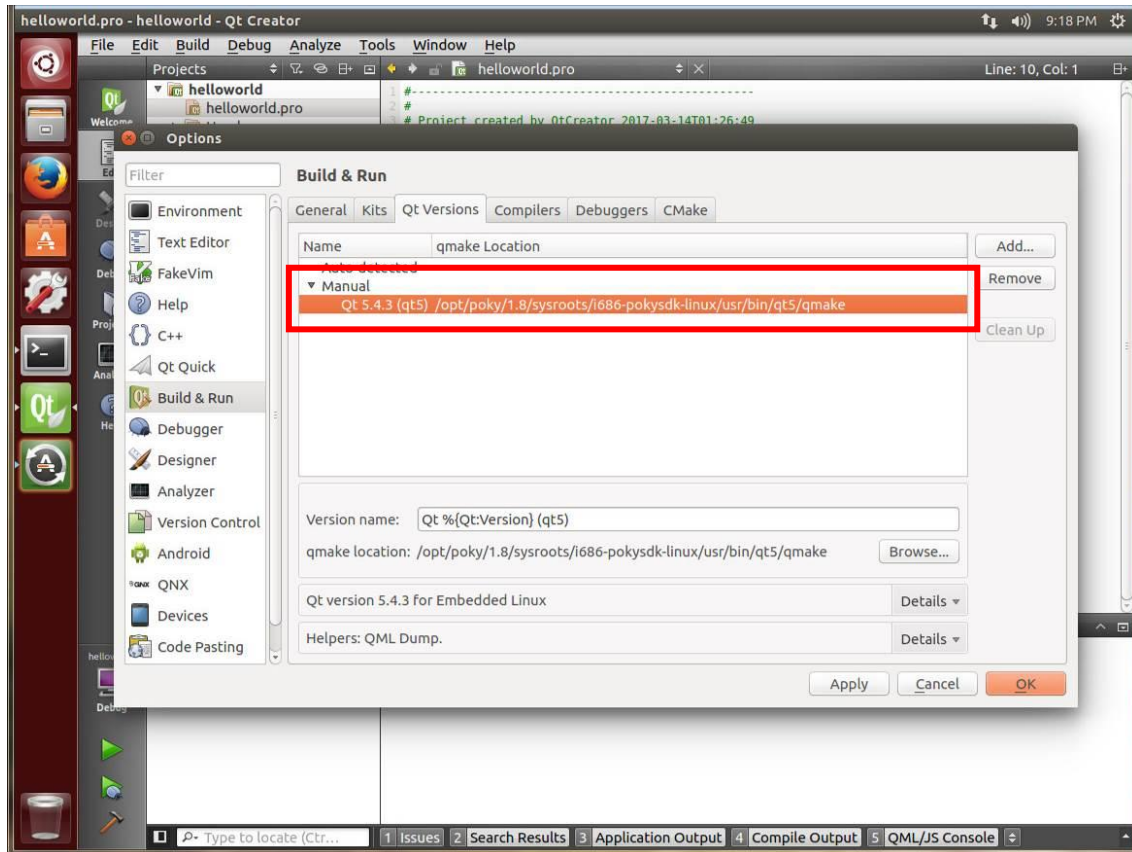 helloworld.pro - helloworld - Qt Creator
9:18 PM
File Edit Build Debug Analyze Tools Window Help
Projects
helloworld.pro
Line: 10, Col: 1
helloworld
helloworld.pro
1 #-------------------------------------------------
2 #
# Project created by QtCreator 2017-03-14T01:26:49
Welcome
Options
Filter
Build & Run
Environment
Text Editor
FakeVim
Help
C++
Qt Quick
Build & Run
Debugger
Designer
Analyzer
Version Control
Android
QNX
Devices
Code Pasting
General Kits Qt Versions Compilers Debuggers CMake
Name qmake Location
Auto-detected
Manual
Qt 5.4.3 (qt5) /opt/poky/1.8/sysroots/i686-pokysdk-linux/usr/bin/qt5/qmake
Add...
Remove
Clean Up
Version name: Qt %{Qt:Version} (qt5)
qmake location: /opt/poky/1.8/sysroots/i686-pokysdk-linux/usr/bin/qt5/qmake
Browse...
Qt version 5.4.3 for Embedded Linux
Details
Helpers: QML Dump.
Details
Apply Cancel OK
Debug
Type to locate (Ctr...
1 Issues 2 Search Results 3 Application Output 4 Compile Output 5 QML/JS Console